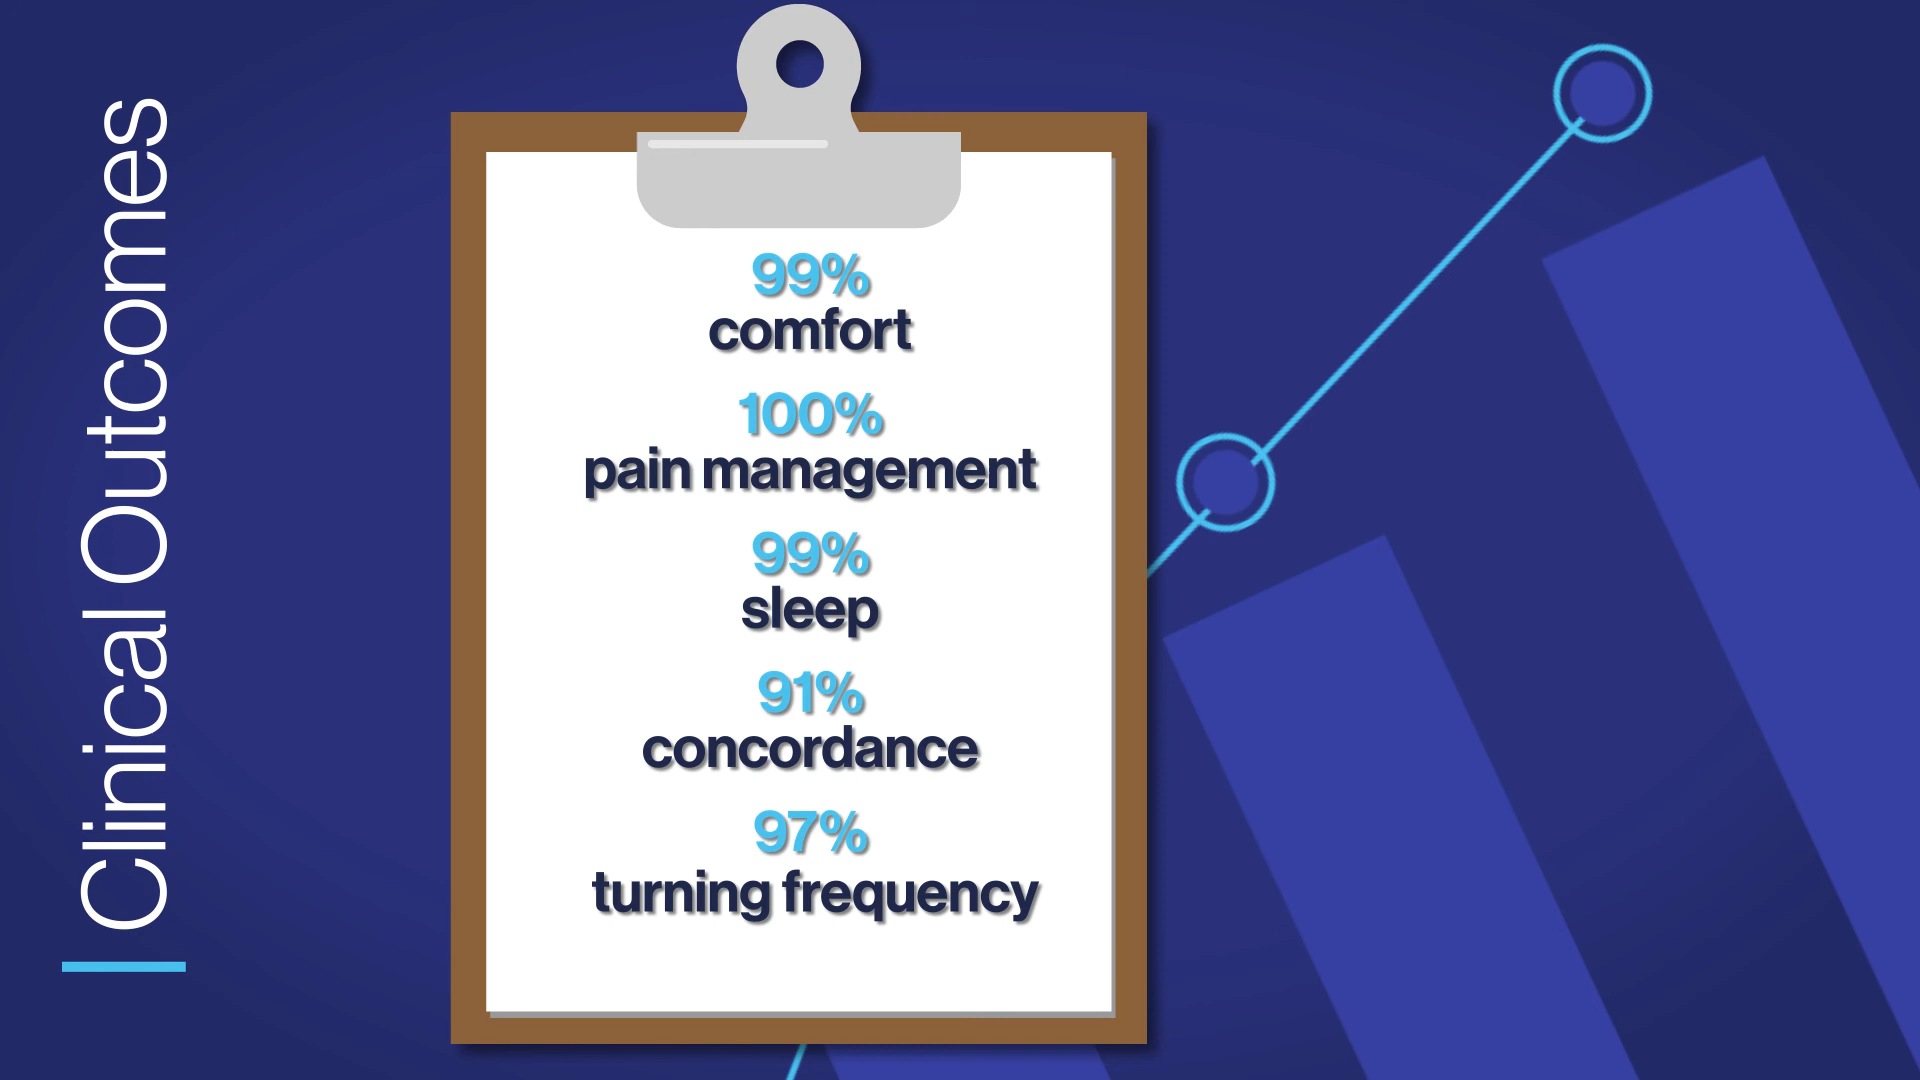 Clinical Outcomes
99%
comfort
100%
pain management
99%
sleep
91%
concordance
97%
turning frequency